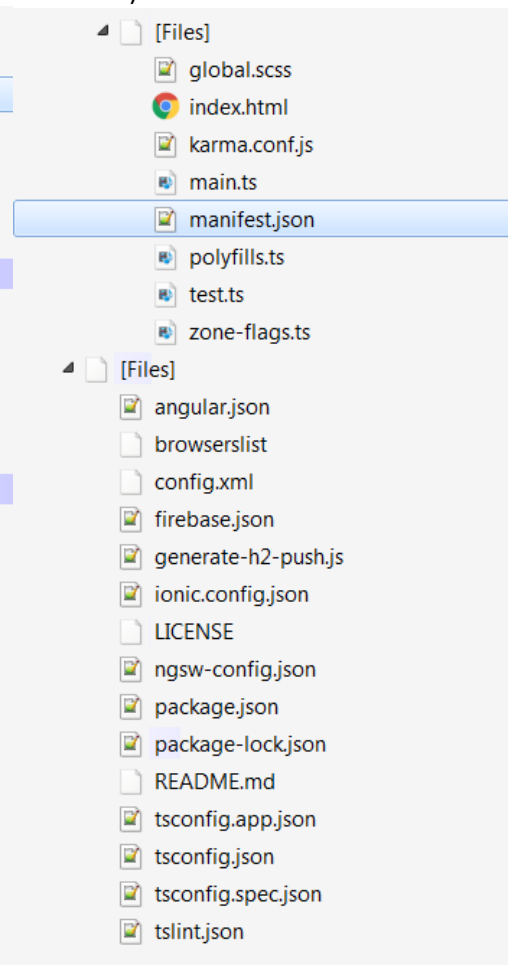 [Files]
global.scss
index.html
karma.conf.js
main.ts
manifest.json
polyfills.ts
test.ts
zone-flags.ts
[Files]
angular.json
browserslist
config.xml
firebase.json
generate-h2-push.js
ionic.config.json
LICENSE
ngsw-config.json
package.json
package-lock.json
README.md
tsconfig.app.json
tsconfig.json
tsconfig.spec.json
tslint.json